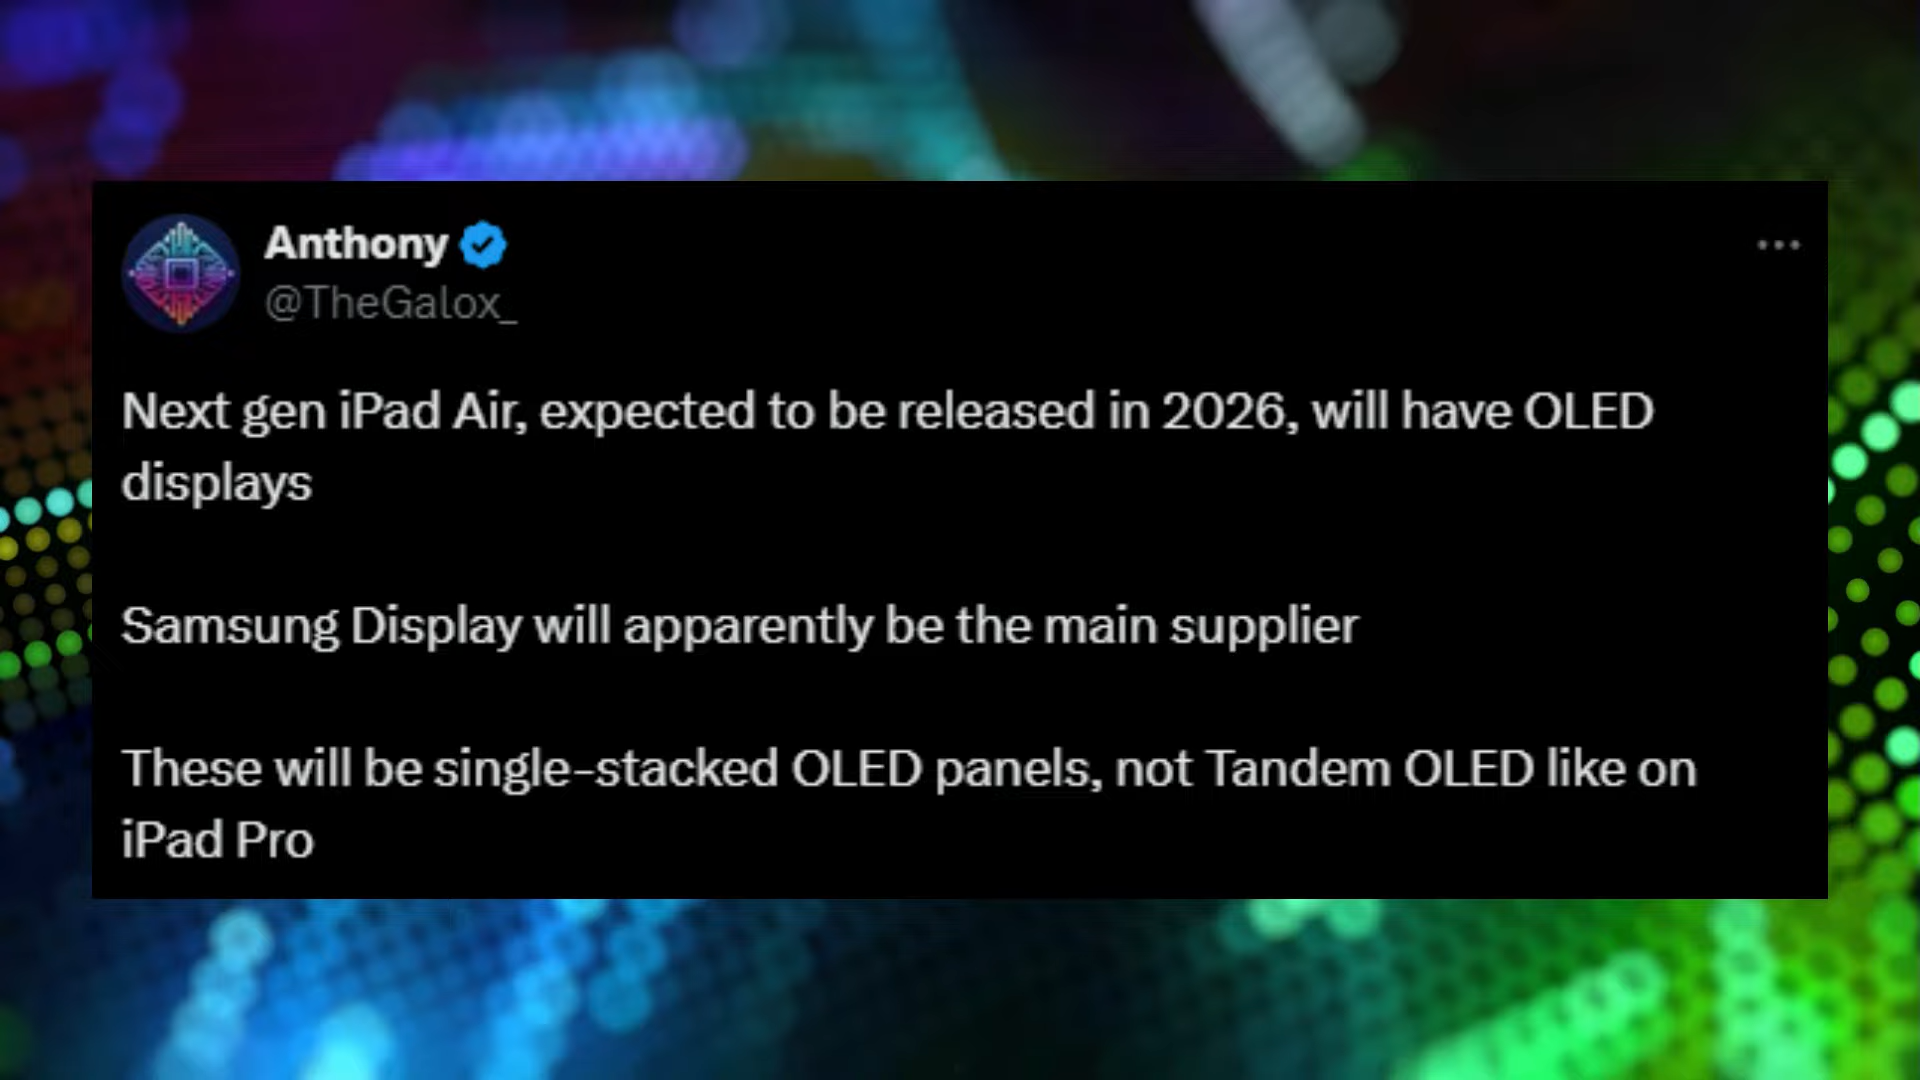 Anthony
@TheGalox_
Next gen iPad Air, expected to be released in 2026, will have OLED
displays
Samsung Display will apparently be the main supplier
These will be single-stacked OLED panels, not Tandem OLED like on
iPad Pro